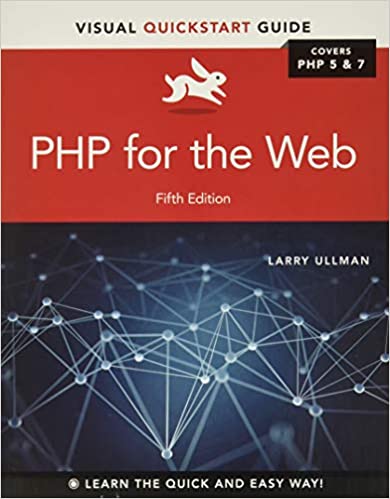 VISUAL QUICKSTART GUIDE
COVERS
PHP 5 & 7
PHP for the Web
Fifth Edition
LARRY ULLMAN
LEARN THE QUICK AND EASY WAY!